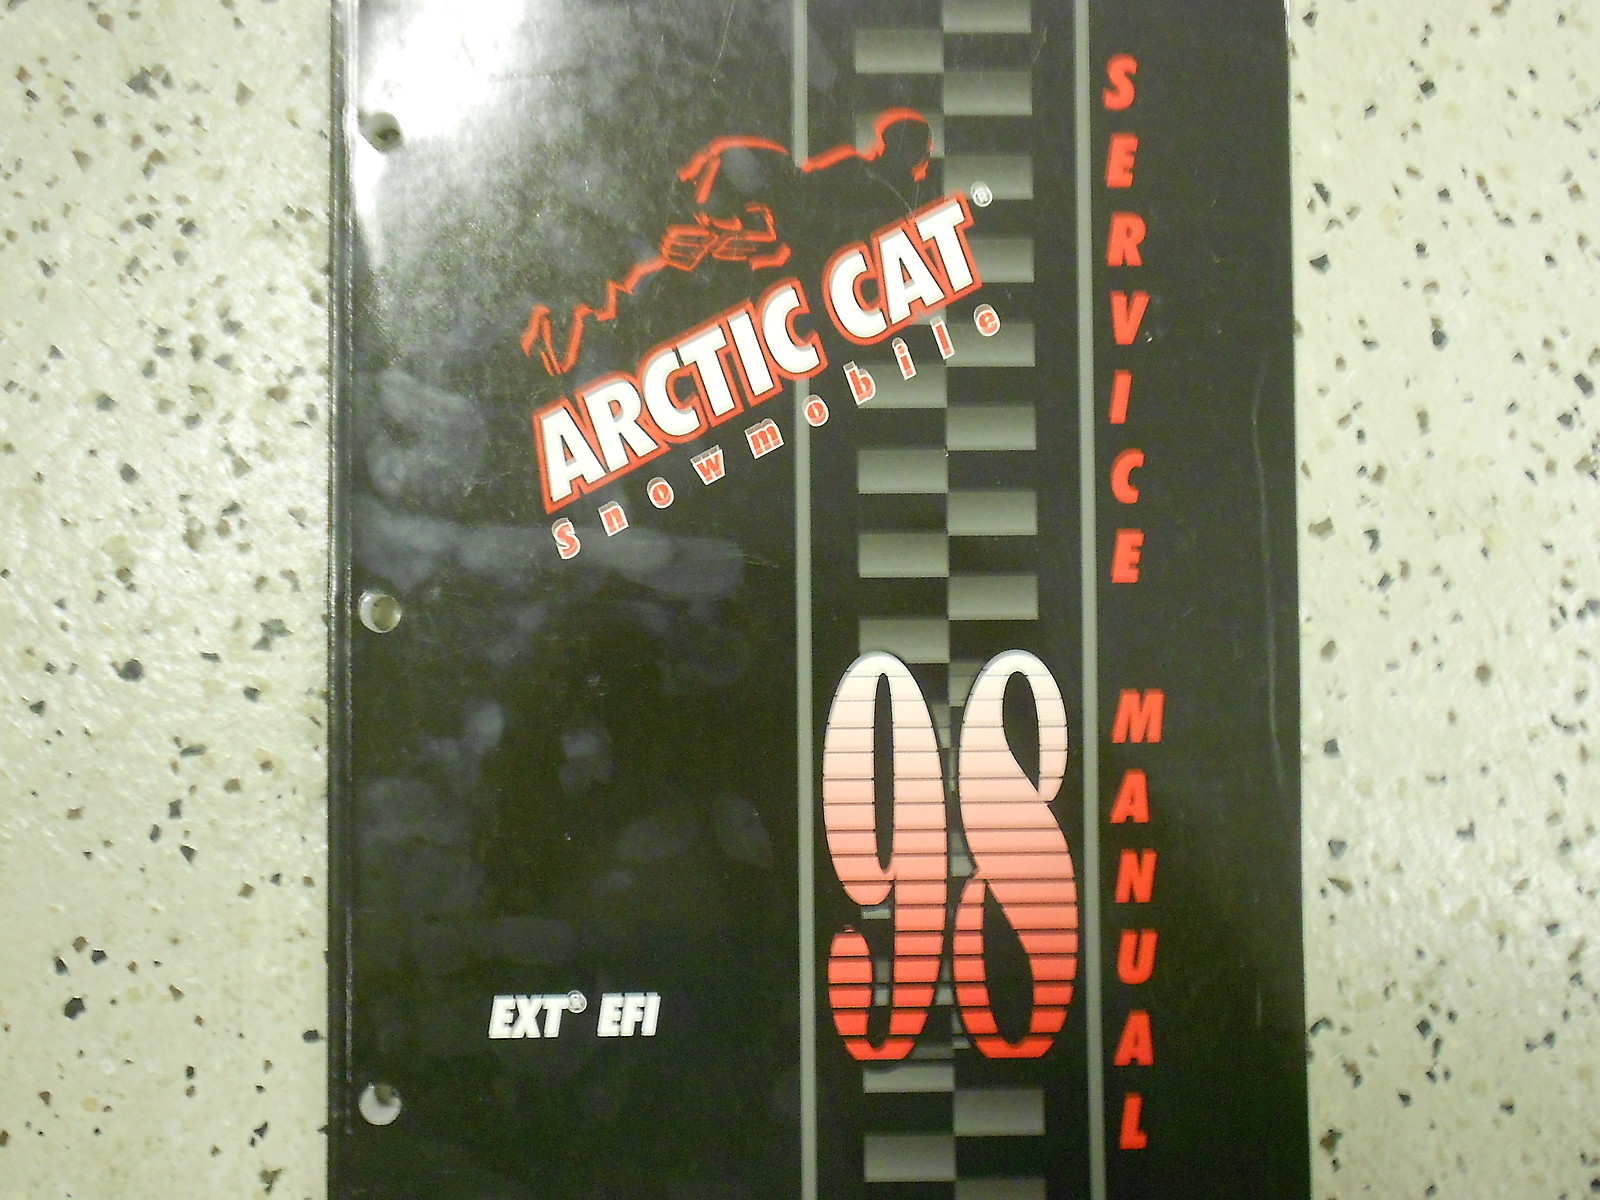 ARCTIC CAT®
snowmobile
98
EXT® EFI
SERVICE MANUAL